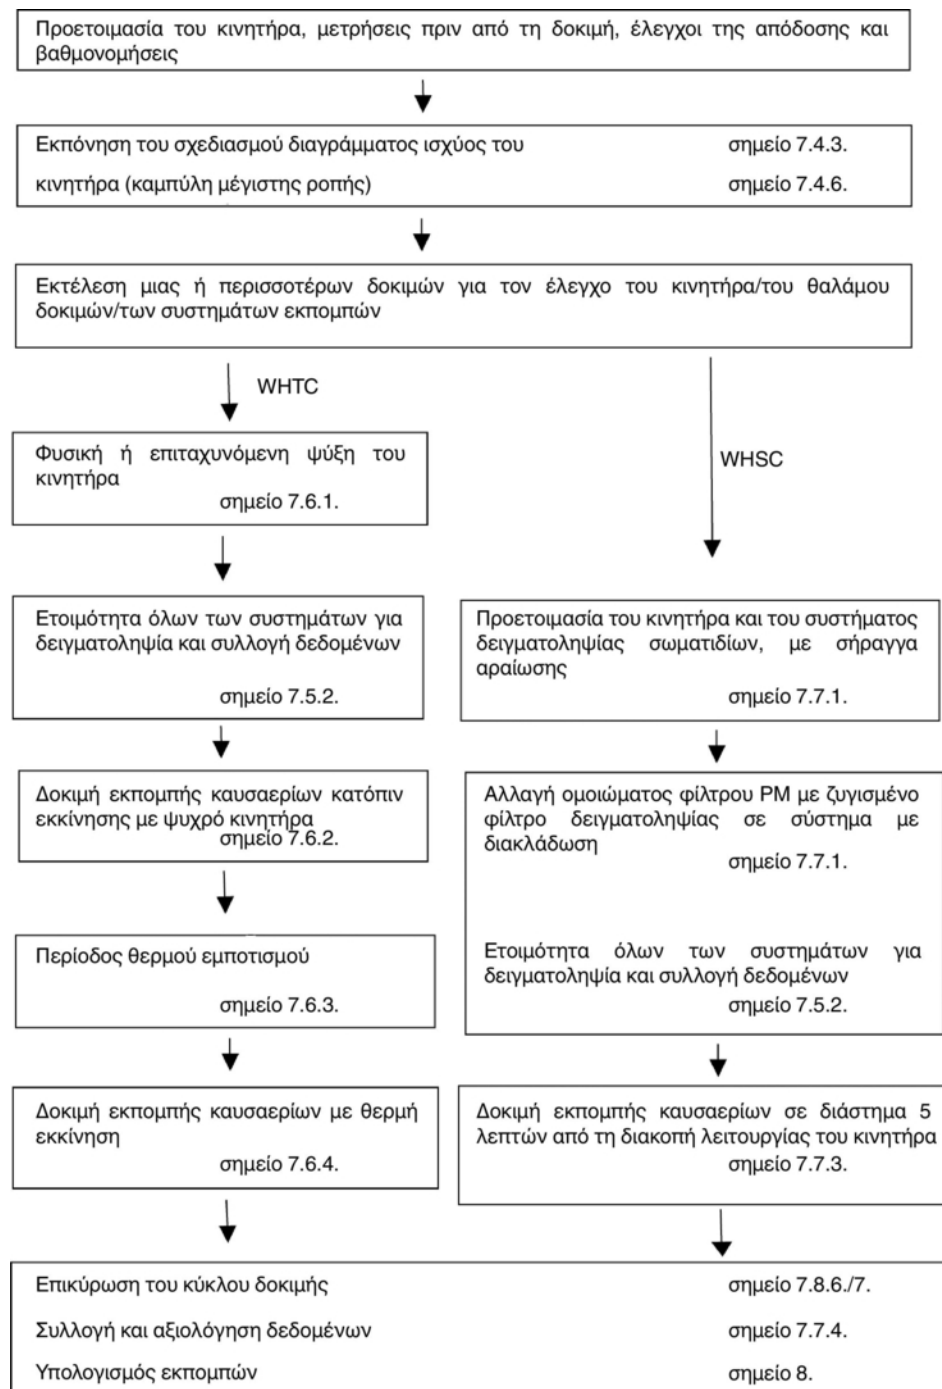 Προετοιμασία του κινητήρα, μετρήσεις πριν από τη δοκιμή, έλεγχοι της απόδοσης και
βαθμονομήσεις
Εκπόνηση του σχεδιασμού διαγράμματος ισχύος του σημείο 7.4.3.
κινητήρα (καμπύλη μέγιστης ροπής) σημείο 7.4.6.
Εκτέλεση μιας ή περισσοτέρων δοκιμών για τον έλεγχο του κινητήρα/του θαλάμου
δοκιμών/των συστημάτων εκπομπών
WHTC
Φυσική ή επιταχυνόμενη ψύξη του
κινητήρα
σημείο 7.6.1.
Ετοιμότητα όλων των συστημάτων για
δειγματοληψία και συλλογή δεδομένων
σημείο 7.5.2.
Δοκιμή εκπομπής καυσαερίων κατόπιν
εκκίνησης με ψυχρό κινητήρα
σημείο 7.6.2.
Περίοδος θερμού εμποτισμού
σημείο 7.6.3.
Δοκιμή εκπομπής καυσαερίων με θερμή
εκκίνηση
σημείο 7.6.4.
WHSC
Προετοιμασία του κινητήρα και του συστήματος
δειγματοληψίας σωματιδίων, με σήραγγα
αραίωσης
σημείο 7.7.1.
Αλλαγή ομοιώματος φίλτρου PM με ζυγισμένο
φίλτρο δειγματοληψίας σε σύστημα με
διακλάδωση
σημείο 7.7.1.
Ετοιμότητα όλων των συστημάτων για
δειγματοληψία και συλλογή δεδομένων
σημείο 7.5.2.
Δοκιμή εκπομπής καυσαερίων σε διάστημα 5
λεπτών από τη διακοπή λειτουργίας του κινητήρα
σημείο 7.7.3.
Επικύρωση του κύκλου δοκιμής σημείο 7.8.6./7.
Συλλογή και αξιολόγηση δεδομένων σημείο 7.7.4.
Υπολογισμός εκπομπών σημείο 8.